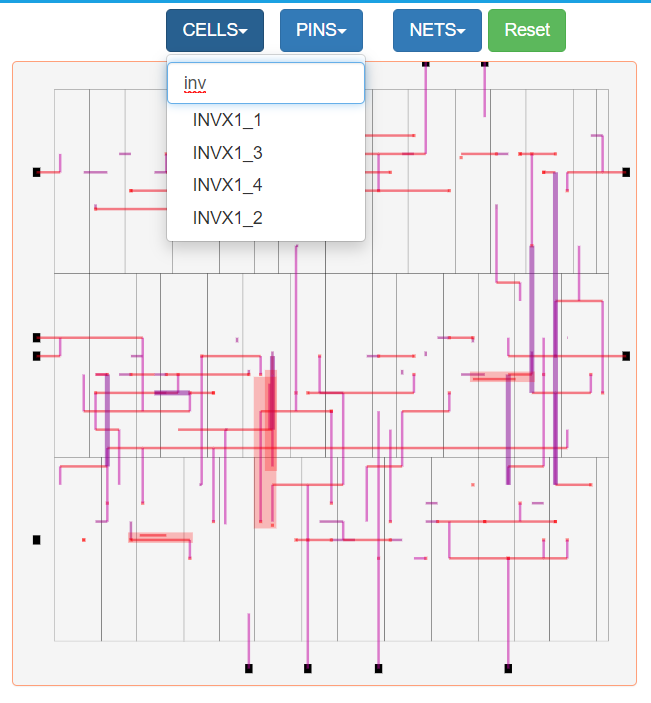 CELLS PINS NETS Reset
inv
INVX1_1
INVX1_3
INVX1_4
INVX1_2